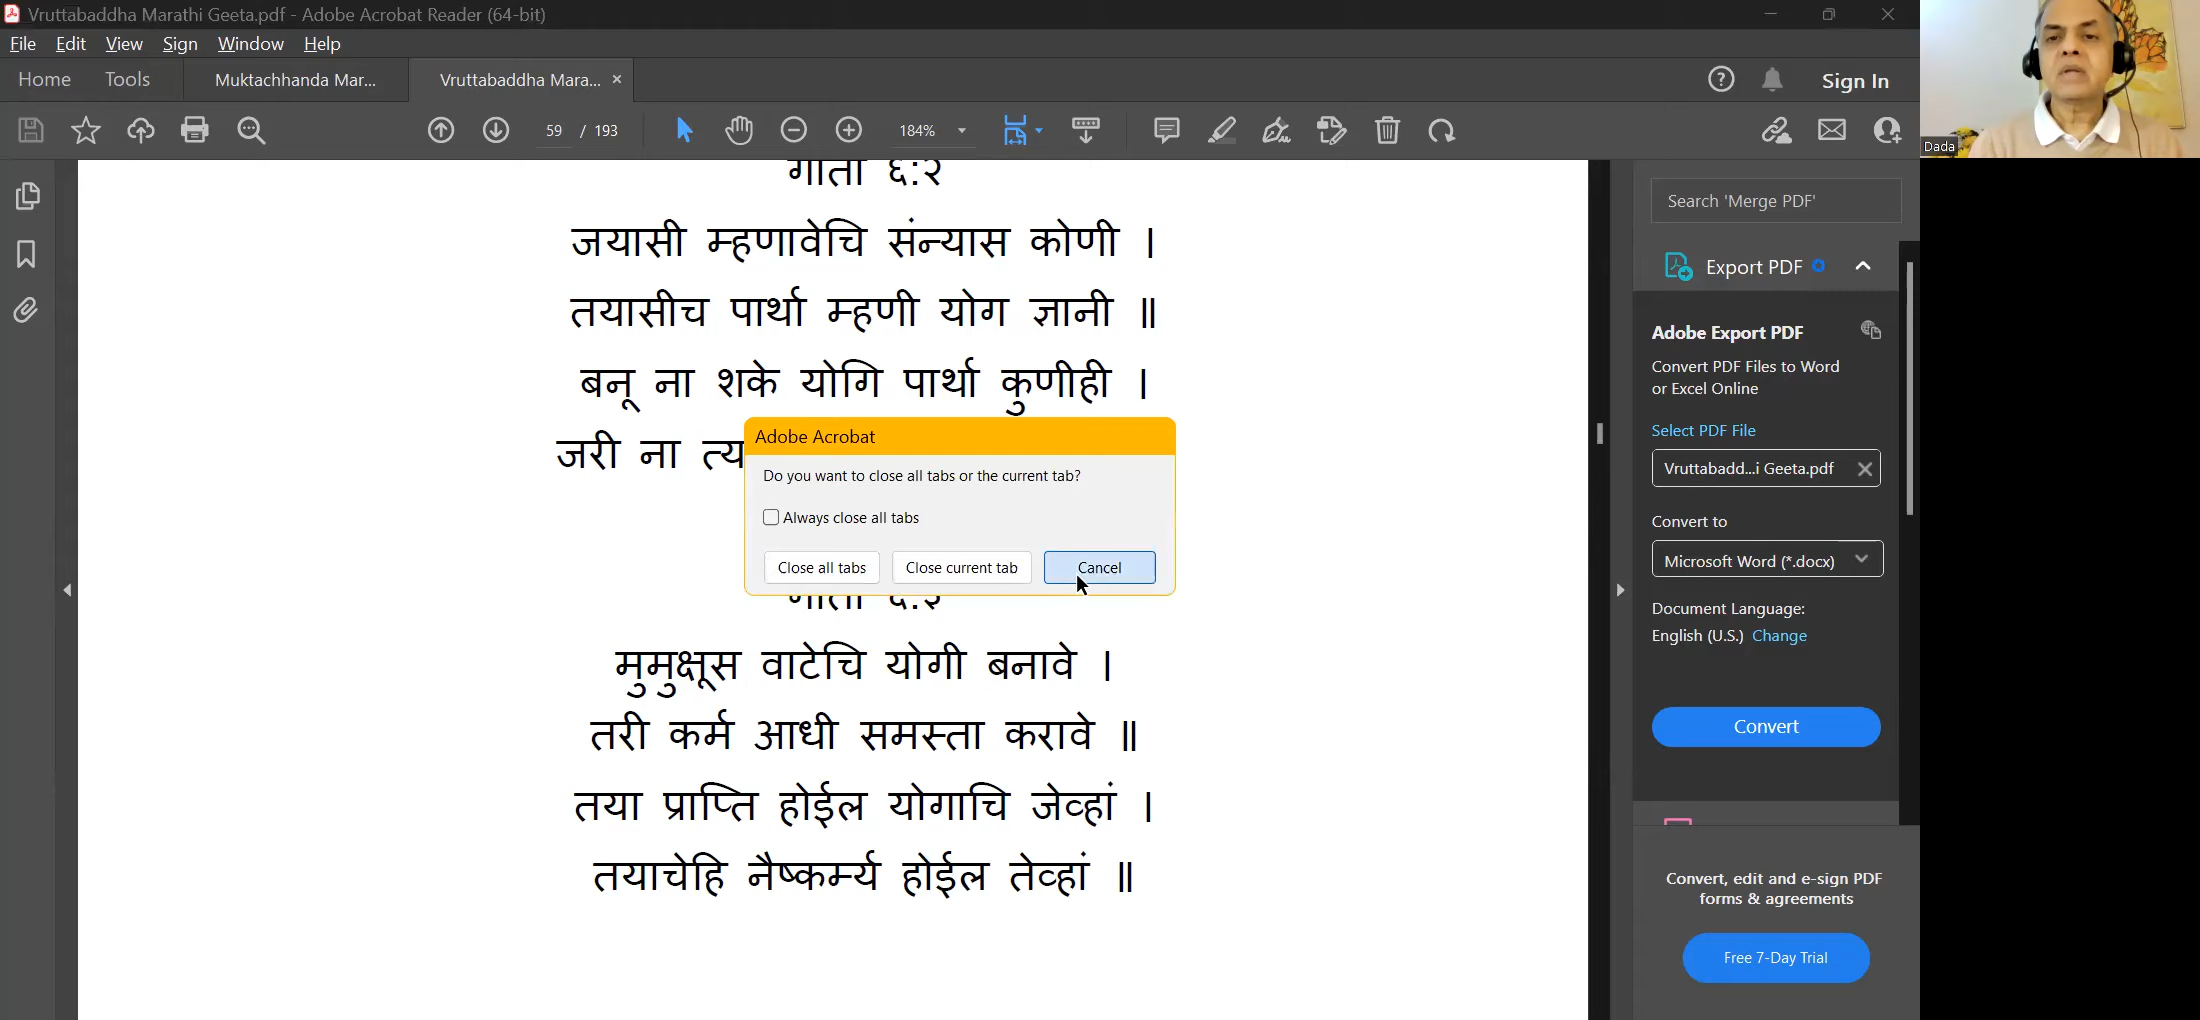 Vruttabaddha Marathi Geeta.pdf - Adobe Acrobat Reader (64-bit)
File Edit View Sign Window Help
Home Tools Muktachhanda Mar... Vruttabaddha Mara... ×
Sign In
59 / 193 184%
Dada
गीता ६:२
जयासी म्हणावेचि संन्यास कोणी ।
तयासीच पार्था म्हणी योग ज्ञानी ॥
बनू ना शके योगि पार्था कुणीही ।
जरी ना त्य
Adobe Acrobat
Do you want to close all tabs or the current tab?
Always close all tabs
Close all tabs Close current tab Cancel
गीता ६:३
मुमुक्षूस वाटेचि योगी बनावे ।
तरी कर्म आधी समस्ता करावे ॥
तया प्राप्ति होईल योगाचि जेव्हां ।
तयाचेहि नैष्कर्म्य होईल तेव्हां ॥
Search 'Merge PDF'
Export PDF
Adobe Export PDF
Convert PDF Files to Word
or Excel Online
Select PDF File
Vruttabadd...i Geeta.pdf
Convert to
Microsoft Word (*.docx)
Document Language:
English (U.S.) Change
Convert
Convert, edit and e-sign PDF
forms & agreements
Free 7-Day Trial